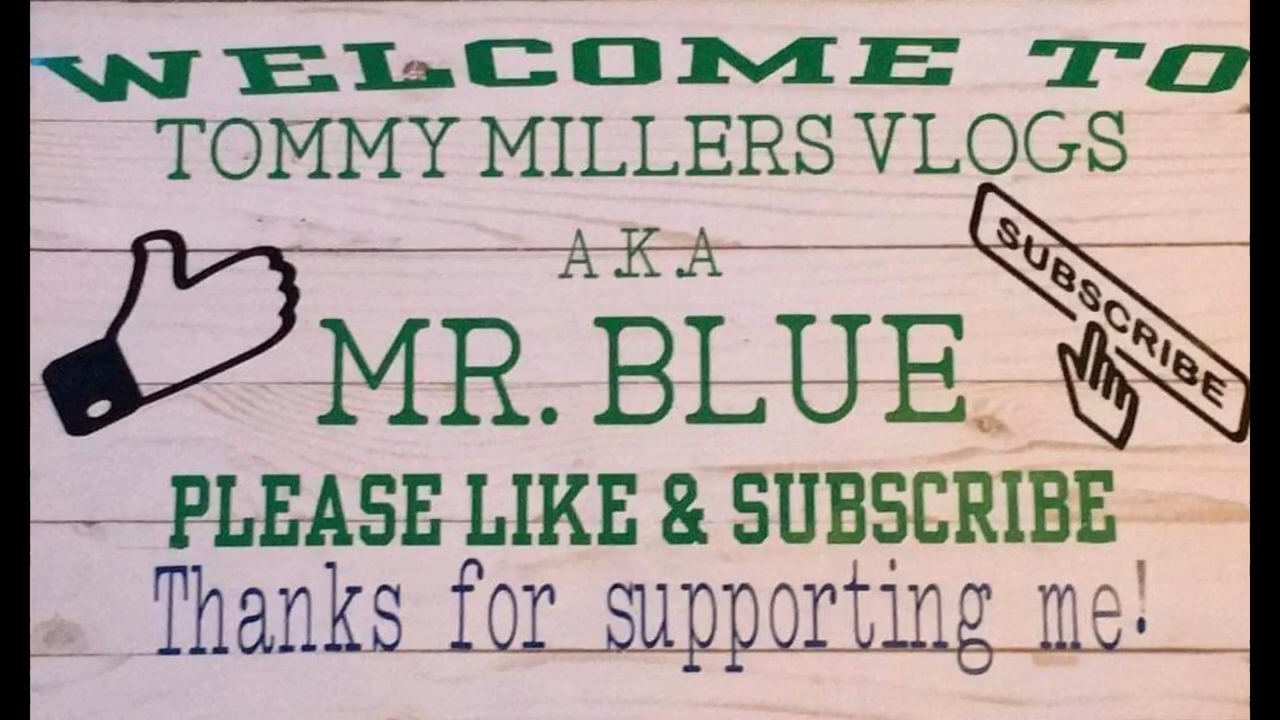 WELCOME TO
TOMMY MILLERS VLOGS
A.K.A
MR. BLUE
SUBSCRIBE
PLEASE LIKE & SUBSCRIBE
Thanks for supporting me!